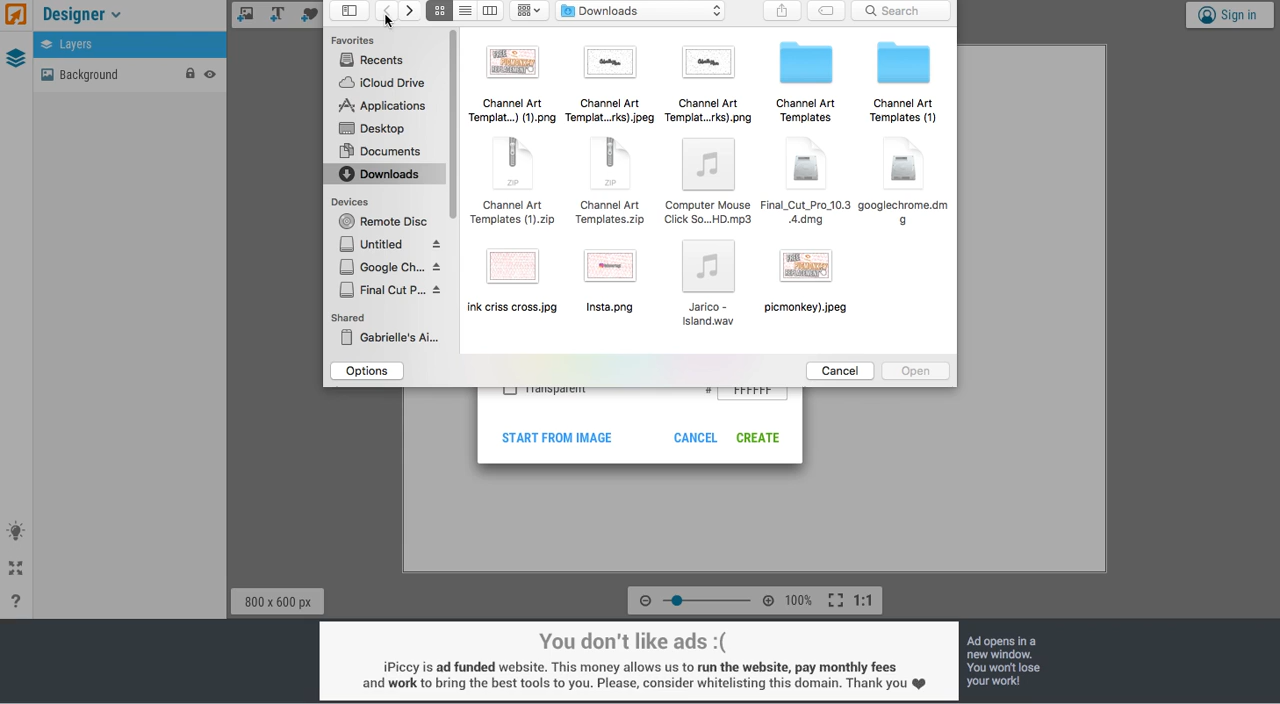 Designer
Downloads
Search
Sign in
Layers
Background
Favorites
Recents
iCloud Drive
Applications
Desktop
Documents
Downloads
Devices
Remote Disc
Untitled
Google Ch...
Final Cut P...
Shared
Gabrielle's Ai...
Channel Art
Templat...) (1).png
Channel Art
Templat...rks).jpeg
Channel Art
Templat...rks).png
Channel Art
Templates
Channel Art
Templates (1)
ZIP
Channel Art
Templates (1).zip
ZIP
Channel Art
Templates.zip
Computer Mouse
Click So...HD.mp3
Final_Cut_Pro_10.3
.4.dmg
googlechrome.dm
g
ink criss cross.jpg
Insta.png
Jarico -
Island.wav
FREE
PICMONKEY
REPLACEMENT
picmonkey).jpeg
Options
Cancel
Open
Transparent
# FFFFFF
START FROM IMAGE
CANCEL
CREATE
?
800 x 600 px
100%
1:1
You don't like ads :(
iPiccy is ad funded website. This money allows us to run the website, pay monthly fees
and work to bring the best tools to you. Please, consider whitelisting this domain. Thank you ❤
Ad opens in a
new window.
You won't lose
your work!